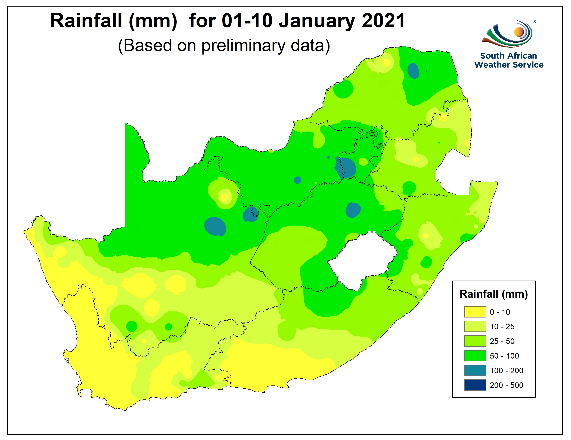 Rainfall (mm) for 01-10 January 2021
(Based on preliminary data)
South African
Weather Service
Rainfall (mm)
0 - 10
10 - 25
25 - 50
50 - 100
100 - 200
200 - 500